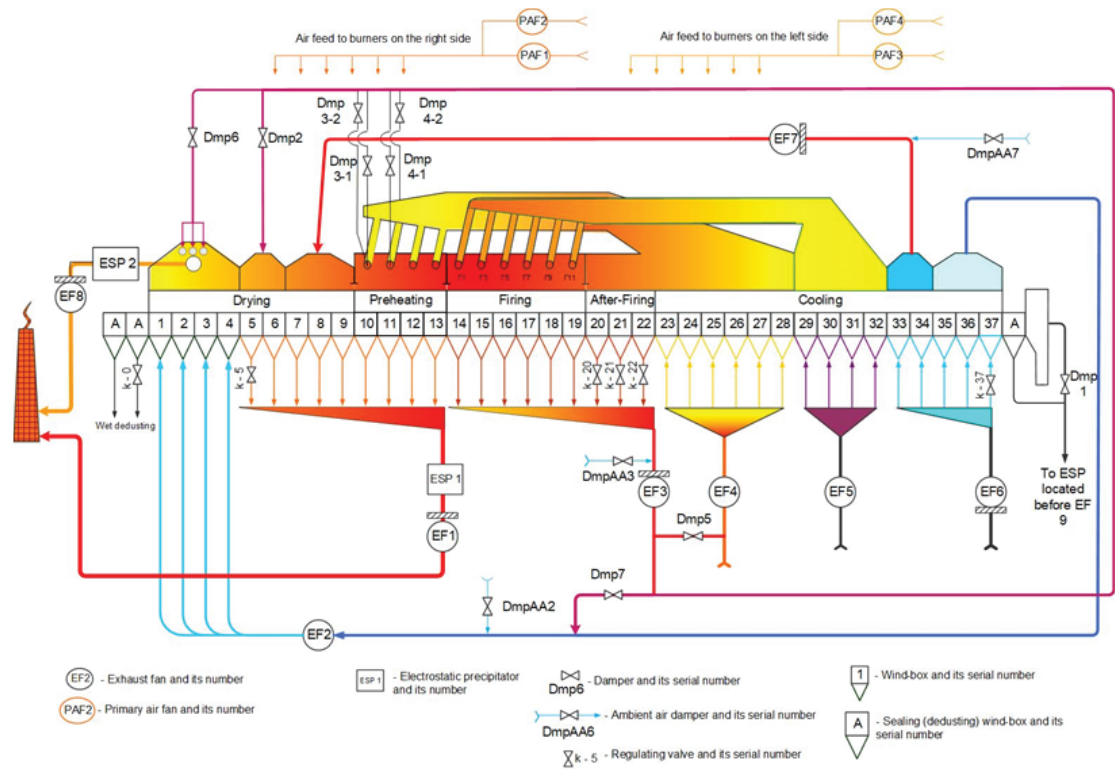 PAF2
PAF4
Air feed to burners on the right side
Air feed to burners on the left side
PAF1
PAF3
Dmp
3-2
Dmp
4-2
Dmp6
Dmp2
EF7
DmpAA7
Dmp
3-1
Dmp
4-1
ESP 2
EF8
Drying
Preheating
Firing
After-Firing
Cooling
A A 1 2 3 4 5 6 7 8 9 10 11 12 13 14 15 16 17 18 19 20 21 22 23 24 25 26 27 28 29 30 31 32 33 34 35 36 37 A
k - 0
k - 5
k - 20
k - 21
k - 22
k - 37
Dmp
1
Wet dedusting
DmpAA3
ESP 1
EF3
EF4
EF5
EF6
To ESP
located
before EF
9
EF1
Dmp5
Dmp7
DmpAA2
EF2
EF2 - Exhaust fan and its number
PAF2 - Primary air fan and its number
ESP 1 - Electrostatic precipitator
and its number
- Damper and its serial number
Dmp6
- Ambient air damper and its serial number
DmpAA6
k - 5 - Regulating valve and its serial number
1 - Wind-box and its serial number
A - Sealing (dedusting) wind-box and its
serial number